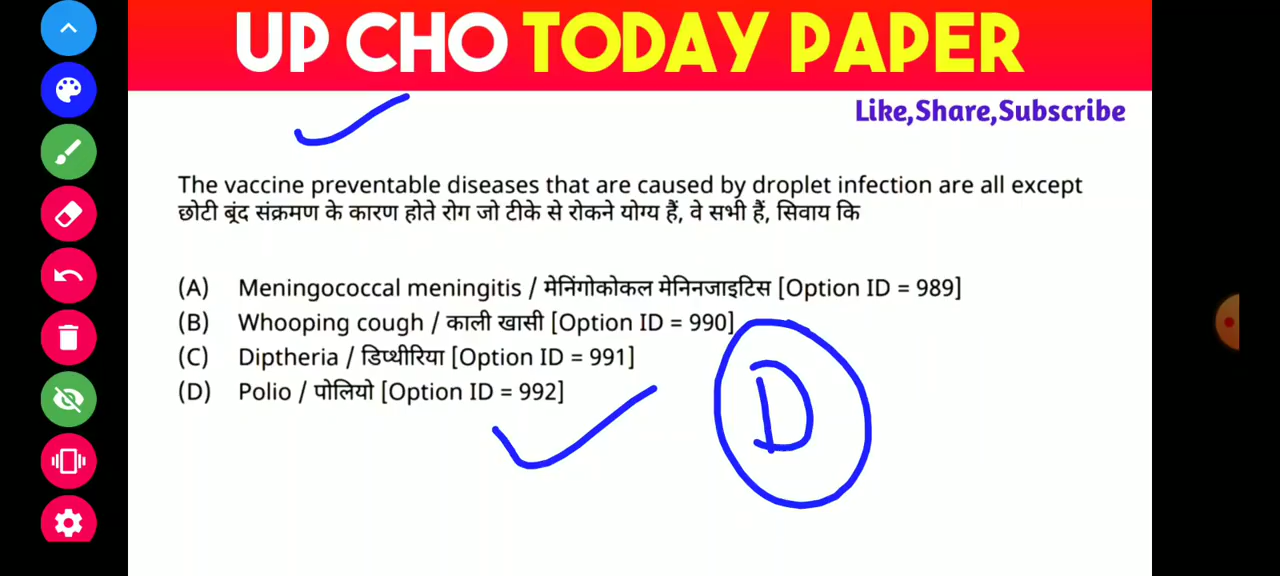 UP CHO TODAY PAPER
Like,Share,Subscribe
The vaccine preventable diseases that are caused by droplet infection are all except
छोटी बूंद संक्रमण के कारण होते रोग जो टीके से रोकने योग्य हैं, वे सभी हैं, सिवाय कि
(A) Meningococcal meningitis / मेनिंगोकोकल मेनिनजाइटिस [Option ID = 989]
(B) Whooping cough / काली खासी [Option ID = 990]
(C) Diptheria / डिप्थीरिया [Option ID = 991]
(D) Polio / पोलियो [Option ID = 992]
D